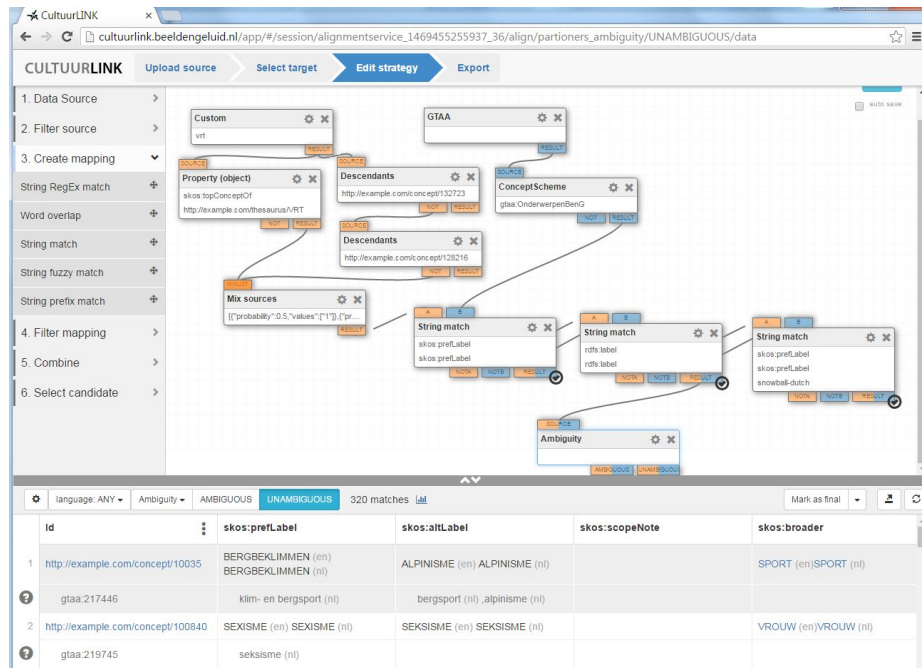 CultuurLINK
cultuurlink.beeldengeluid.nl/app/#/session/alignmentservice_1469455255937_36/align/partioners_ambiguity/UNAMBIGUOUS/data
CULTUURLINK Upload source Select target Edit strategy Export
1. Data Source
2. Filter source
3. Create mapping
String RegEx match
Word overlap
String match
String fuzzy match
String prefix match
4. Filter mapping
5. Combine
6. Select candidate
auto save
Custom
vrt
RESULT
GTAA
RESULT
SOURCE
Property (object)
skos:topConceptOf
http://example.com/thesaurus/VRT
NOT RESULT
SOURCE
Descendants
http://example.com/concept/132723
NOT RESULT
SOURCE
ConceptScheme
gtaa:OnderwerpenBenG
NOT RESULT
SOURCE
Descendants
http://example.com/concept/128216
NOT RESULT
Mix sources
[{"probability":0.5,"values":["1"]},{"pr...
RESULT
A B
String match
skos:prefLabel
skos:prefLabel
NOTA NOTB RESULT
A B
String match
rdfs:label
rdfs:label
NOTA NOTB RESULT
A B
String match
skos:prefLabel
skos:prefLabel
snowball-dutch
NOTA NOTB RESULT
SOURCE
Ambiguity
AMBIGUOUS UNAMBIGUOU
language: ANY Ambiguity AMBIGUOUS UNAMBIGUOUS 320 matches Mark as final
Id skos:prefLabel skos:altLabel skos:scopeNote skos:broader
1 http://example.com/concept/10035 BERGBEKLIMMEN (en) BERGBEKLIMMEN (nl) ALPINISME (en) ALPINISME (nl) SPORT (en)SPORT (nl)
gtaa:217446 klim- en bergsport (nl) bergsport (nl) ,alpinisme (nl)
2 http://example.com/concept/100840 SEXISME (en) SEXISME (nl) SEKSISME (en) SEKSISME (nl) VROUW (en)VROUW (nl)
gtaa:219745 seksisme (nl)